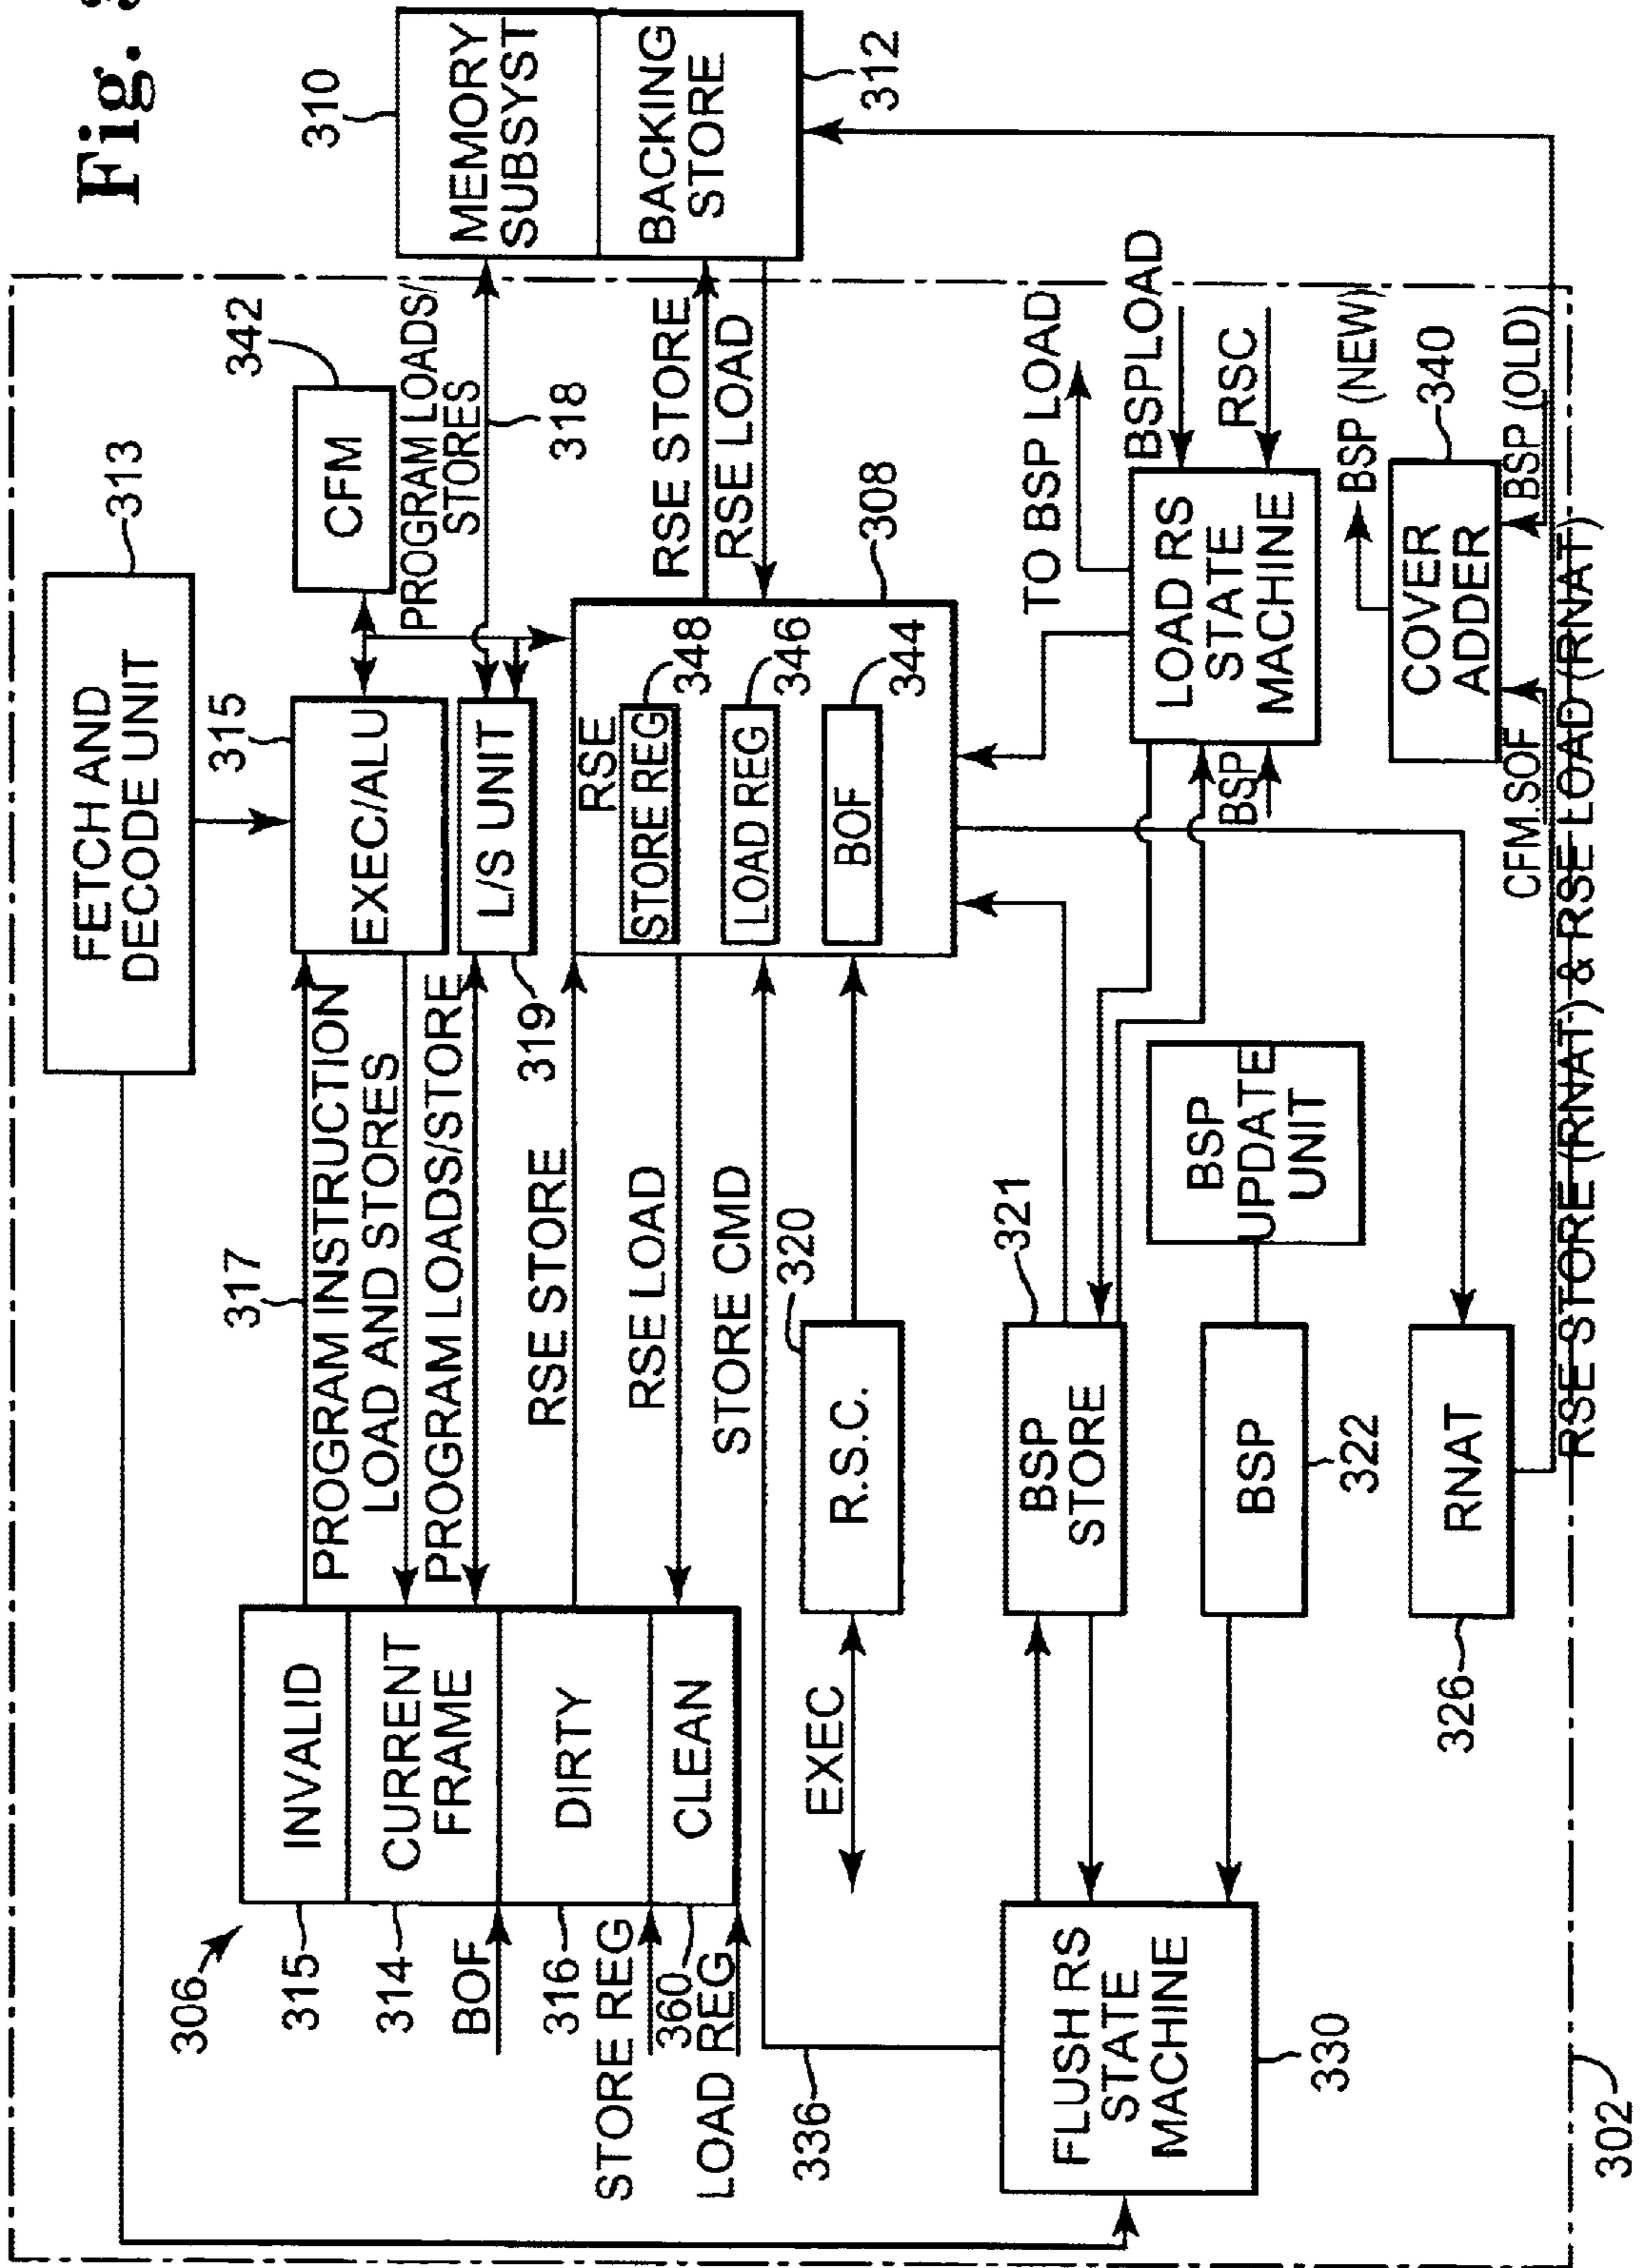 Fig.
FETCH AND
DECODE UNIT
313
342
CFM
310
MEMORY
SUBSYST
BACKING
STORE
312
PROGRAM LOADS/
STORES
318
315
EXEC/ALU
L/S UNIT
319
317
PROGRAM INSTRUCTION
LOAD AND STORES
PROGRAM LOADS/STORE
306
INVALID
CURRENT
FRAME
DIRTY
CLEAN
315
314
BOF
316
STORE REG
360
LOAD REG
RSE STORE
RSE LOAD
STORE CMD
RSE
STORE REG
348
LOAD REG
346
BOF
344
308
RSE STORE
RSE LOAD
EXEC
R.S.C.
320
336
FLUSH RS
STATE
MACHINE
330
BSP
STORE
321
BSP
322
BSP
UPDATE
UNIT
RNAT
326
TO BSP LOAD
BSPLOAD
RSC
LOAD RS
STATE
MACHINE
BSP
BSP (NEW)
COVER
ADDER
340
CFM.SOF
BSP (OLD)
RSE STORE (RNAT) & RSE LOAD (RNAT)
302